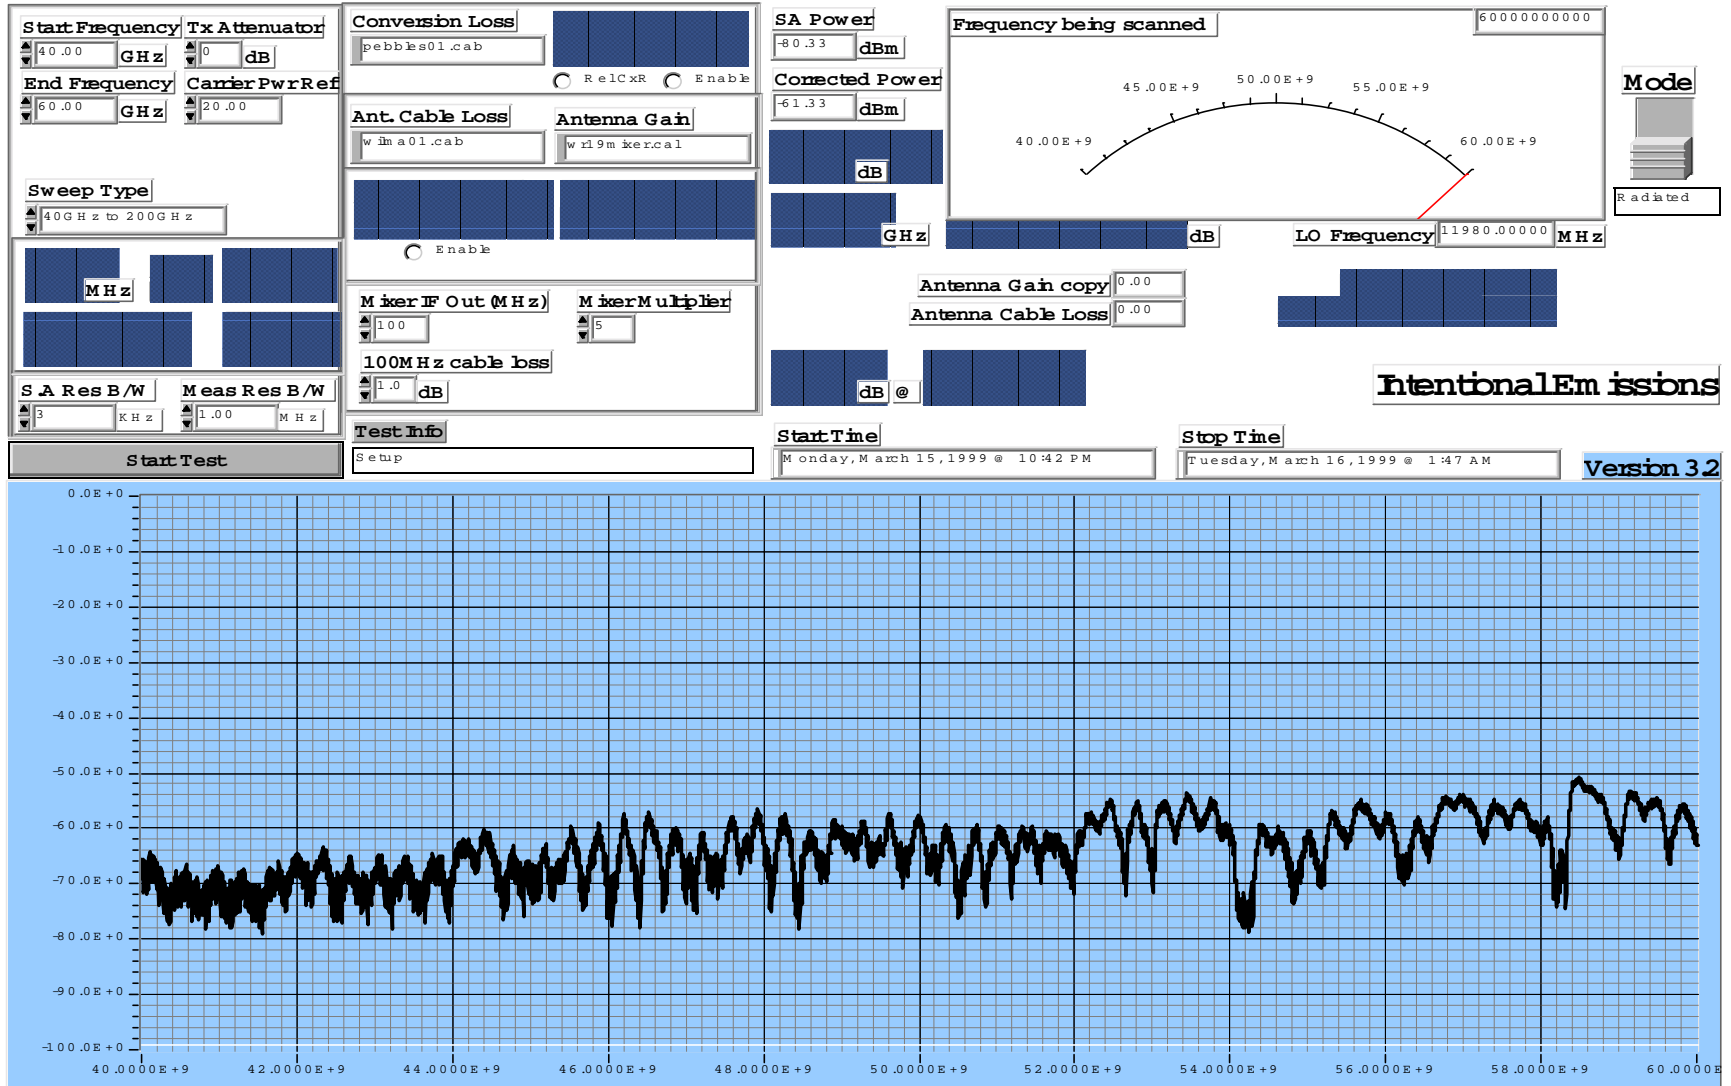 Start Frequency
40.00
GHz
Tx Attenuator
0
dB
End Frequency
60.00
GHz
Carrier Pwr Ref
20.00
Sweep Type
40GHz to 200GHz
MHz
S.A Res B/W
3
KHz
Meas Res B/W
1.00
MHz
Start Test
Conversion Loss
pebbles01.cab
RelCxR
Enable
Ant. Cable Loss
wilma01.cab
Antenna Gain
wr19mixer.cal
Enable
Mixer IF Out (MHz)
100
Mixer Multiplier
5
100MHz cable loss
1.0
dB
Test Info
Setup
SA Power
-80.33
dBm
Corrected Power
-61.33
dBm
dB
GHz
dB
Frequency being scanned
60000000000
40.00E+9
45.00E+9
50.00E+9
55.00E+9
60.00E+9
Mode
Radiated
LO Frequency
11980.00000
MHz
Antenna Gain copy
0.00
Antenna Cable Loss
0.00
dB
@
Intentional Emissions
Start Time
Monday, March 15, 1999 @ 10:42 PM
Stop Time
Tuesday, March 16, 1999 @ 1:47 AM
Version 3.2
0.0E+0
-10.0E+0
-20.0E+0
-30.0E+0
-40.0E+0
-50.0E+0
-60.0E+0
-70.0E+0
-80.0E+0
-90.0E+0
-100.0E+0
40.0000E+9
42.0000E+9
44.0000E+9
46.0000E+9
48.0000E+9
50.0000E+9
52.0000E+9
54.0000E+9
56.0000E+9
58.0000E+9
60.0000E